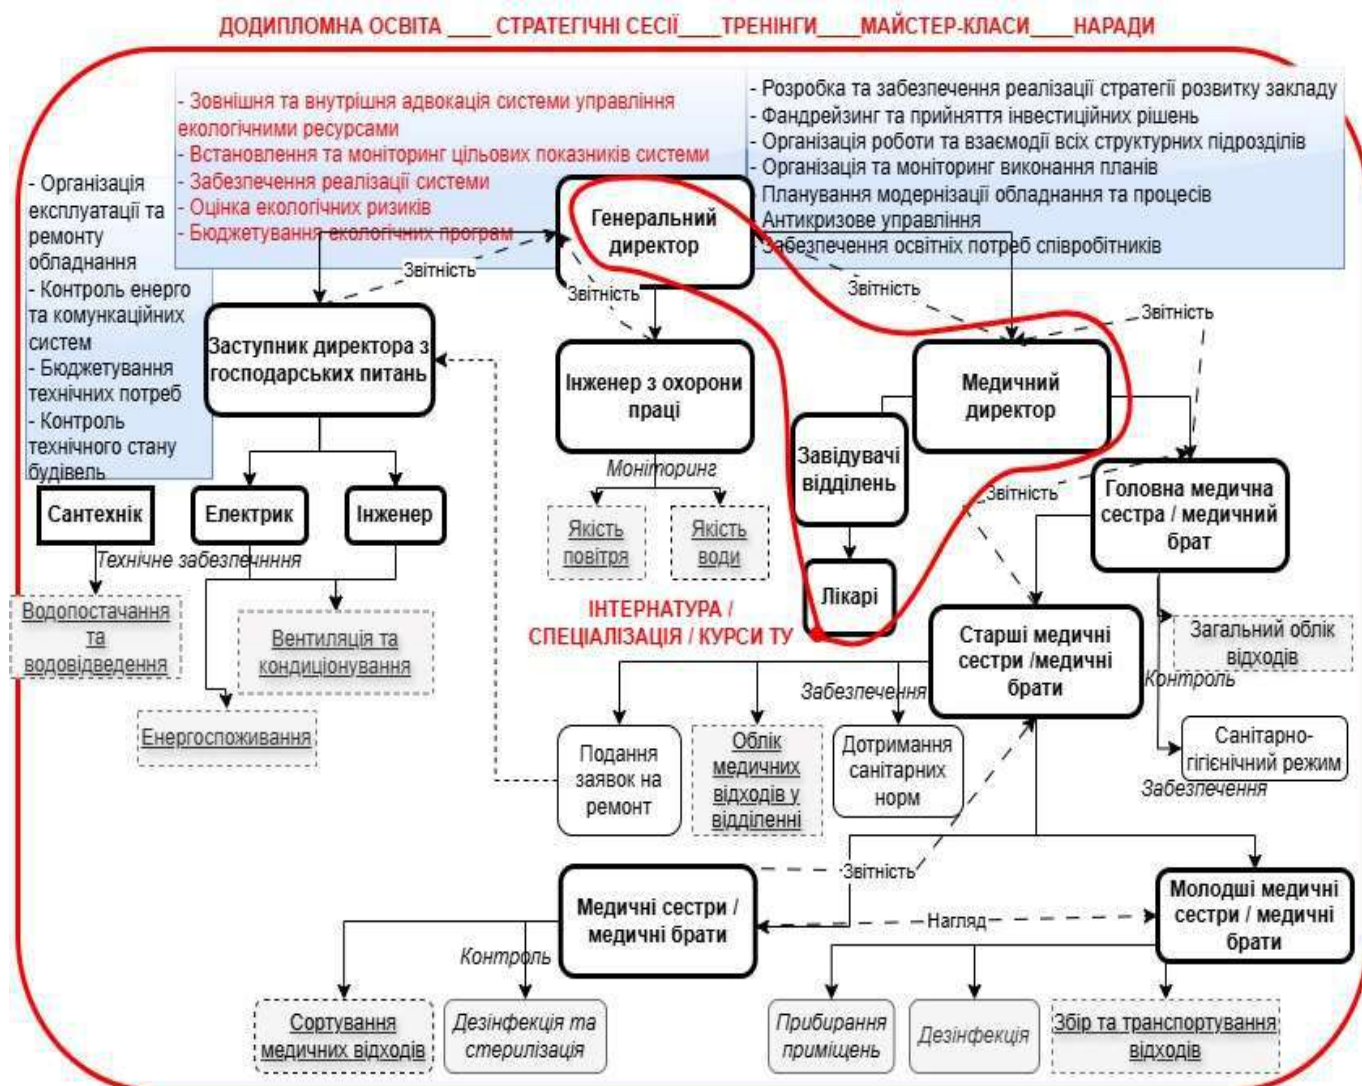 ДОДИПЛОМНА ОСВІТА ____ СТРАТЕГІЧНІ СЕСІЇ____ТРЕНІНГИ____МАЙСТЕР-КЛАСИ____НАРАДИ
- Зовнішня та внутрішня адвокація системи управління
екологічними ресурсами
- Встановлення та моніторинг цільових показників системи
- Забезпечення реалізації системи
- Оцінка екологічних ризиків
- Бюджетування екологічних програм
- Розробка та забезпечення реалізації стратегії розвитку закладу
- Фандрейзинг та прийняття інвестиційних рішень
- Організація роботи та взаємодії всіх структурних підрозділів
- Організація та моніторинг виконання планів
Планування модернізації обладнання та процесів
Антикризове управління
- Забезпечення освітніх потреб співробітників
- Організація
експлуатації та
ремонту
обладнання
- Контроль енерго
та комункаційних
систем
- Бюджетування
технічних потреб
- Контроль
технічного стану
будівель
Генеральний
директор
Звітність
Звітність
Звітність
Звітність
Заступник директора з
господарських питань
Інженер з охорони
праці
Медичний
директор
Завідувачі
відділень
Моніторинг
Звітність
Головна медична
сестра / медичний
брат
Сантехнік
Електрик
Інженер
Якість
повітря
Якість
води
Технічне забезпечнння
Лікарі
ІНТЕРНАТУРА /
СПЕЦІАЛІЗАЦІЯ / КУРСИ ТУ
Водопостачання
та
водовідведення
Вентиляція та
кондиціонування
Енергоспоживання
Старші медичні
сестри /медичні
брати
Загальний облік
відходів
Контроль
Забезпечення
Подання
заявок на
ремонт
Облік
медичних
відходів у
відділенні
Дотримання
санітарних
норм
Санітарно-
гігієнічний режим
Забезпечення
Звітність
Медичні сестри /
медичні брати
Нагляд
Молодші медичні
сестри / медичні
брати
Контроль
Сортування
медичних відходів
Дезінфекція та
стерилізація
Прибирання
приміщень
Дезінфекція
Збір та транспортування
відходів